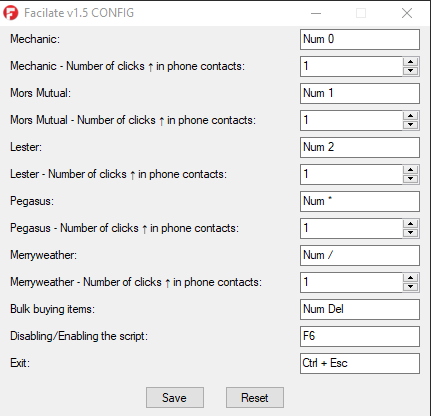 Facilate v1.5 CONFIG
Mechanic: Num 0
Mechanic - Number of clicks ↑ in phone contacts: 1
Mors Mutual: Num 1
Mors Mutual - Number of clicks ↑ in phone contacts: 1
Lester: Num 2
Lester - Number of clicks ↑ in phone contacts: 1
Pegasus: Num *
Pegasus - Number of clicks ↑ in phone contacts: 1
Merryweather: Num /
Merryweather - Number of clicks ↑ in phone contacts: 1
Bulk buying items: Num Del
Disabling/Enabling the script: F6
Exit: Ctrl + Esc
Save Reset